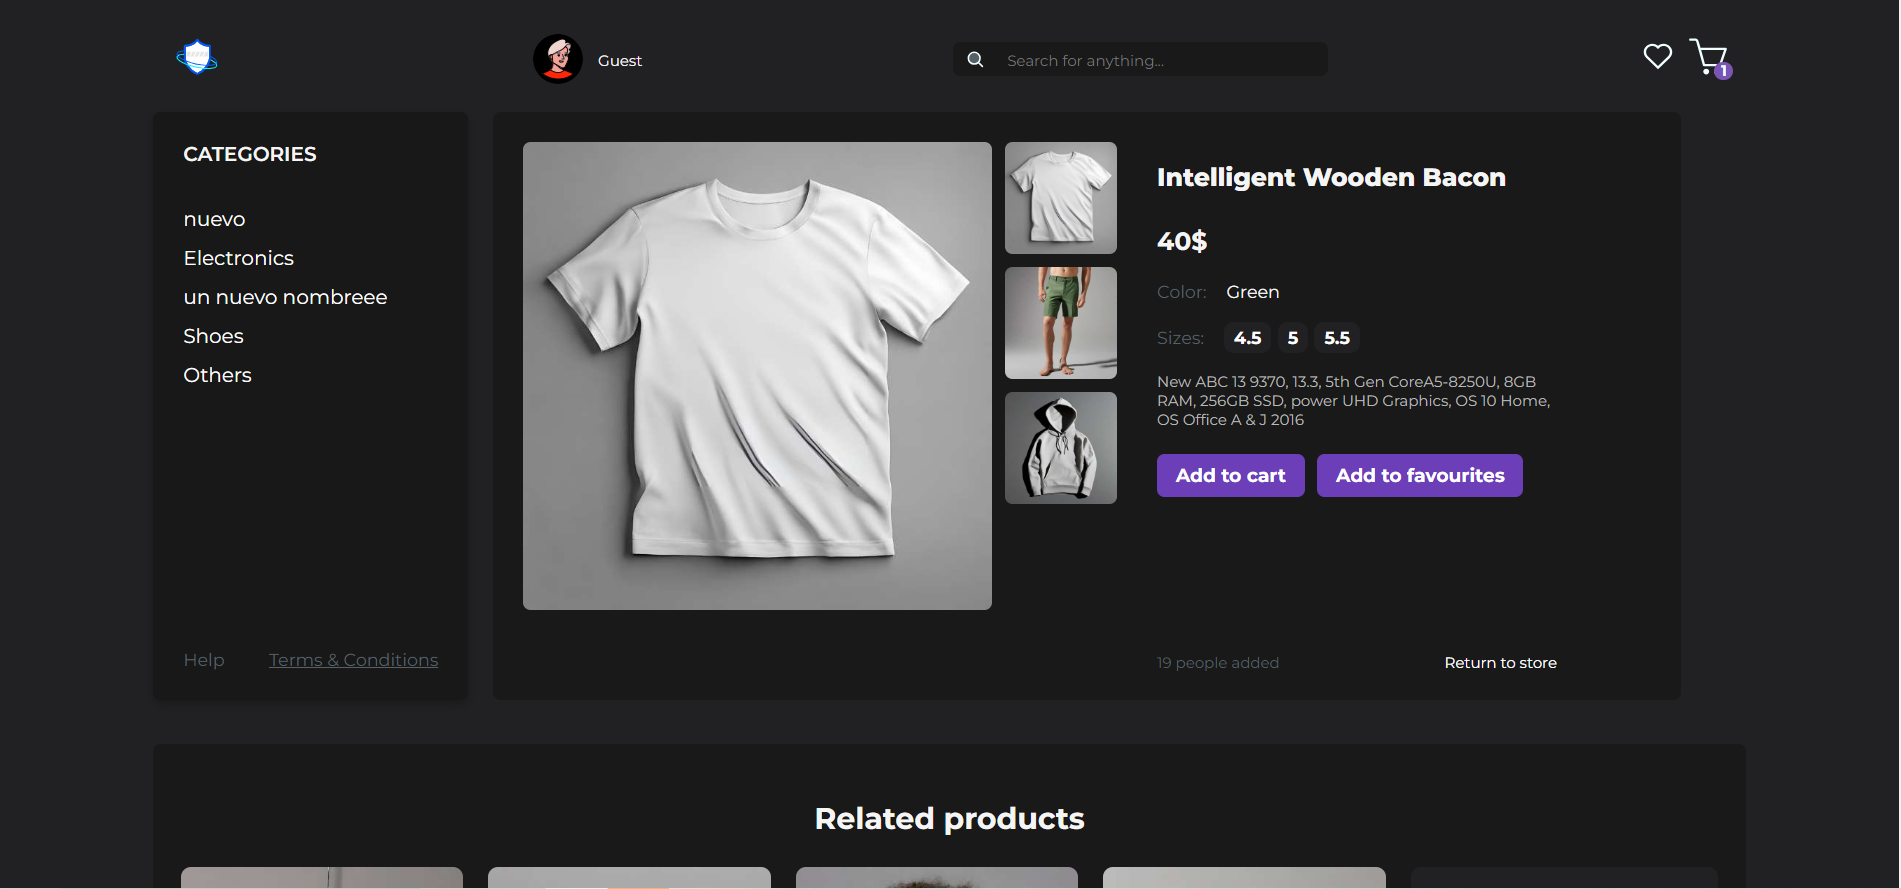 Guest
Search for anything...
1
CATEGORIES
nuevo
Electronics
un nuevo nombreee
Shoes
Others
Help
Terms & Conditions
Intelligent Wooden Bacon
40$
Color: Green
Sizes: 4.5 5 5.5
New ABC 13 9370, 13.3, 5th Gen CoreA5-8250U, 8GB
RAM, 256GB SSD, power UHD Graphics, OS 10 Home,
OS Office A & J 2016
Add to cart
Add to favourites
19 people added
Return to store
Related products